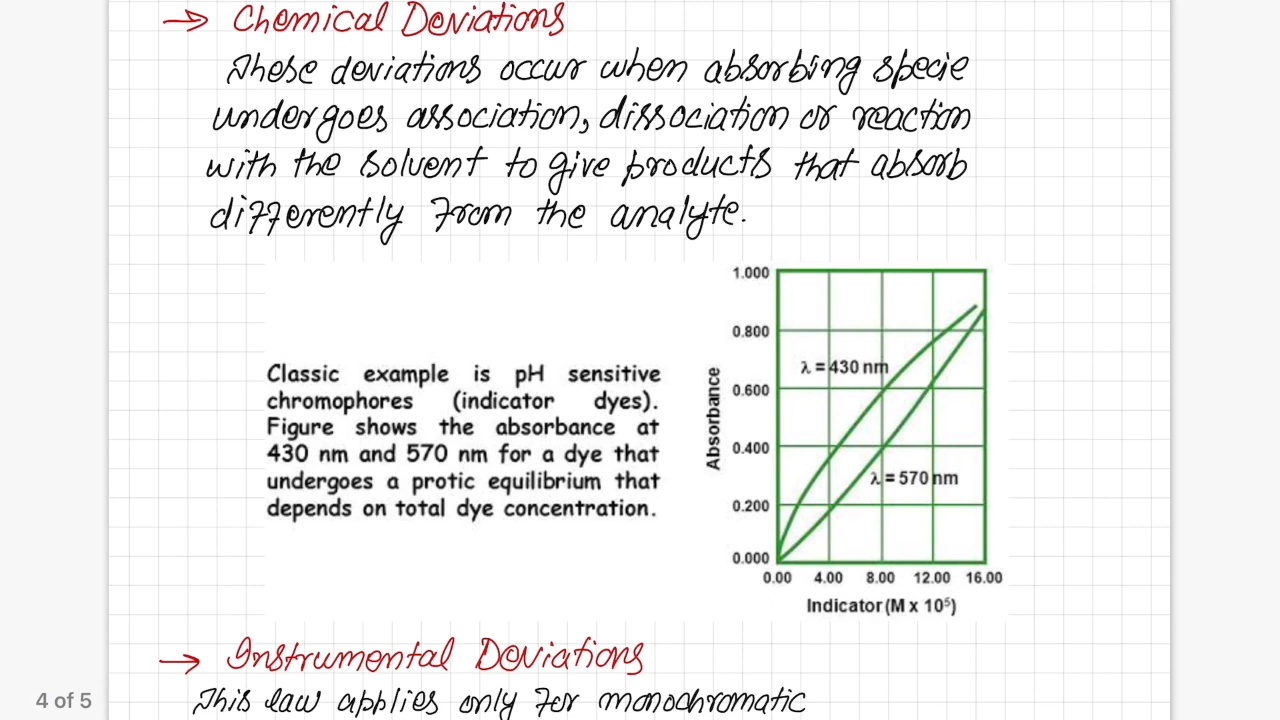 → Chemical Deviations
These deviations occur when absorbing specie
undergoes association, dissociation or reaction
with the solvent to give products that absorb
differently from the analyte.
Classic example is pH sensitive
chromophores (indicator dyes).
Figure shows the absorbance at
430 nm and 570 nm for a dye that
undergoes a protic equilibrium that
depends on total dye concentration.
Absorbance
1.000
0.800
0.600
0.400
0.200
0.000
λ = 430 nm
λ = 570 nm
0.00 4.00 8.00 12.00 16.00
Indicator (M x 10⁵)
→ Instrumental Deviations
This law applies only for monochromatic
4 of 5